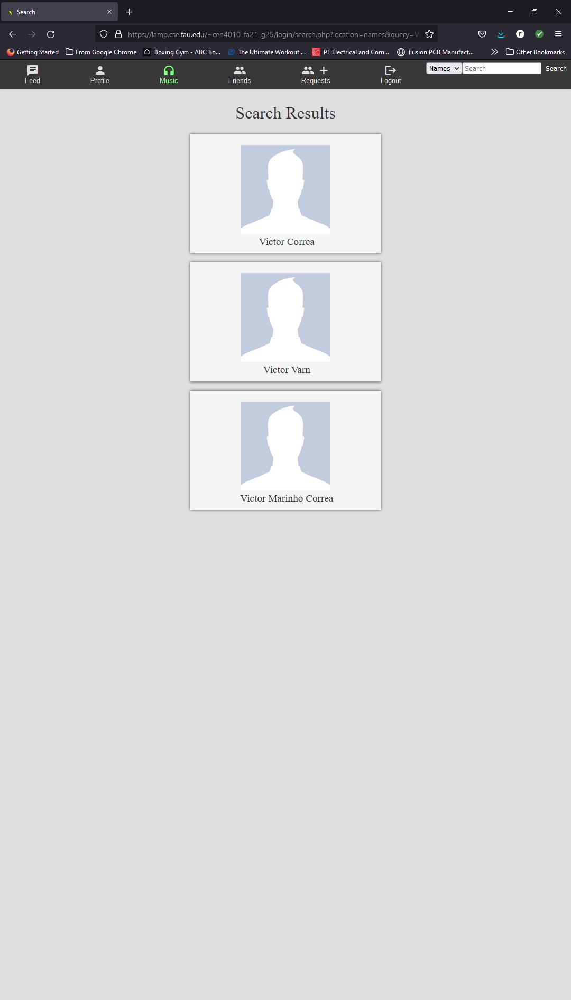 Search
https://lamp.cse.fau.edu/~cen4010_fa21_g25/login/search.php?location=names&query=Vi
Getting Started From Google Chrome Boxing Gym - ABC Bo... The Ultimate Workout ... PE Electrical and Com... Fusion PCB Manufact... Other Bookmarks
Feed Profile Music Friends Requests Logout Names Search Search
Search Results
Victor Correa
Victor Varn
Victor Marinho Correa